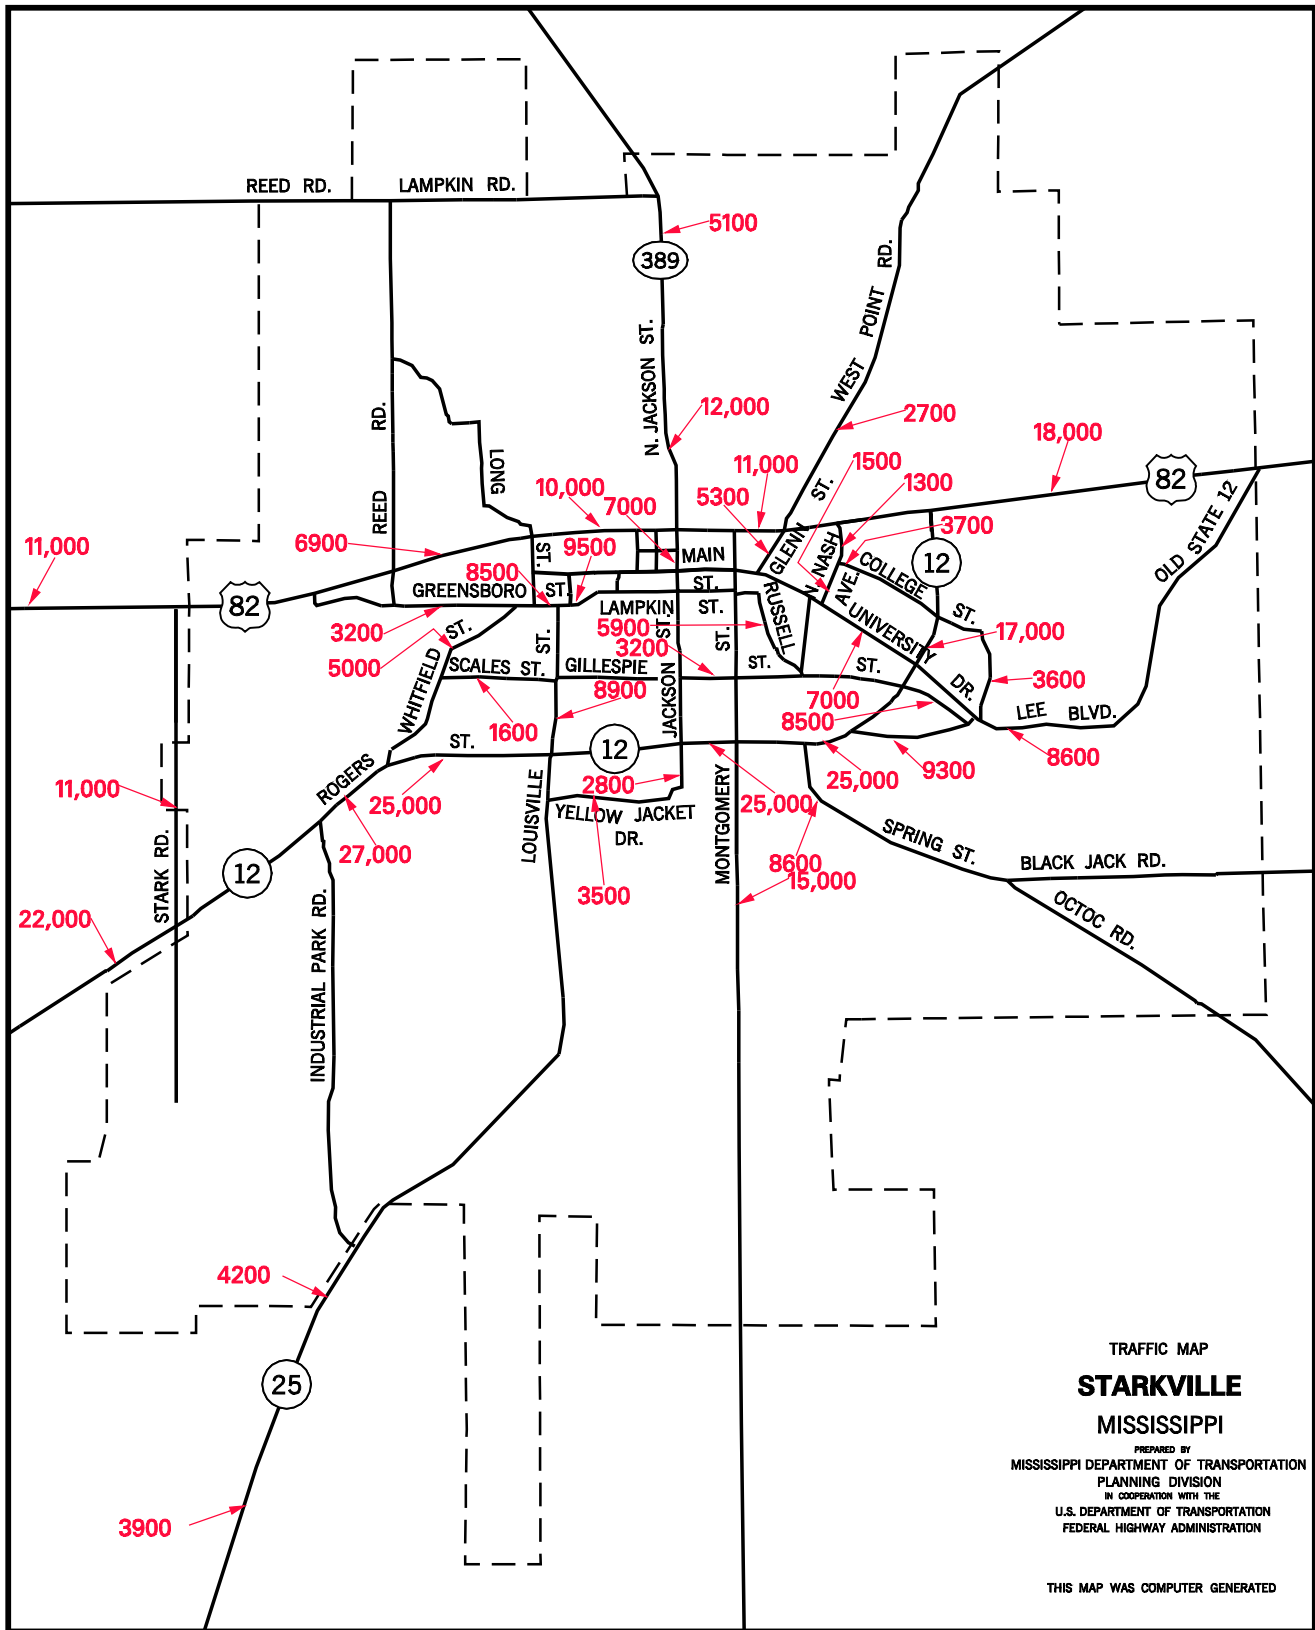 REED RD.
LAMPKIN RD.
5100
389
N. JACKSON ST.
WEST POINT RD.
12,000
2700
18,000
82
REED RD.
LONG
ST.
10,000
7000
11,000
5300
GLENN ST.
1500
1300
3700
N NASH
AVE.
COLLEGE
ST.
12
OLD STATE 12
11,000
6900
82
9500
8500
MAIN
ST.
GREENSBORO ST.
LAMPKIN ST.
3200
5000
WHITFIELD
ST.
5900
RUSSELL
3200
UNIVERSITY
DR.
17,000
SCALES ST.
GILLESPIE
ST.
ST.
ST.
ST.
ST.
1600
8900
JACKSON
7000
8500
3600
LEE BLVD.
8600
ROGERS
ST.
12
25,000
27,000
11,000
STARK RD.
LOUISVILLE
2800
YELLOW JACKET
DR.
3500
MONTGOMERY
25,000
25,000
9300
8600
15,000
SPRING ST.
BLACK JACK RD.
OCTOC RD.
12
22,000
INDUSTRIAL PARK RD.
4200
25
3900
TRAFFIC MAP
STARKVILLE
MISSISSIPPI
PREPARED BY
MISSISSIPPI DEPARTMENT OF TRANSPORTATION
PLANNING DIVISION
IN COOPERATION WITH THE
U.S. DEPARTMENT OF TRANSPORTATION
FEDERAL HIGHWAY ADMINISTRATION
THIS MAP WAS COMPUTER GENERATED